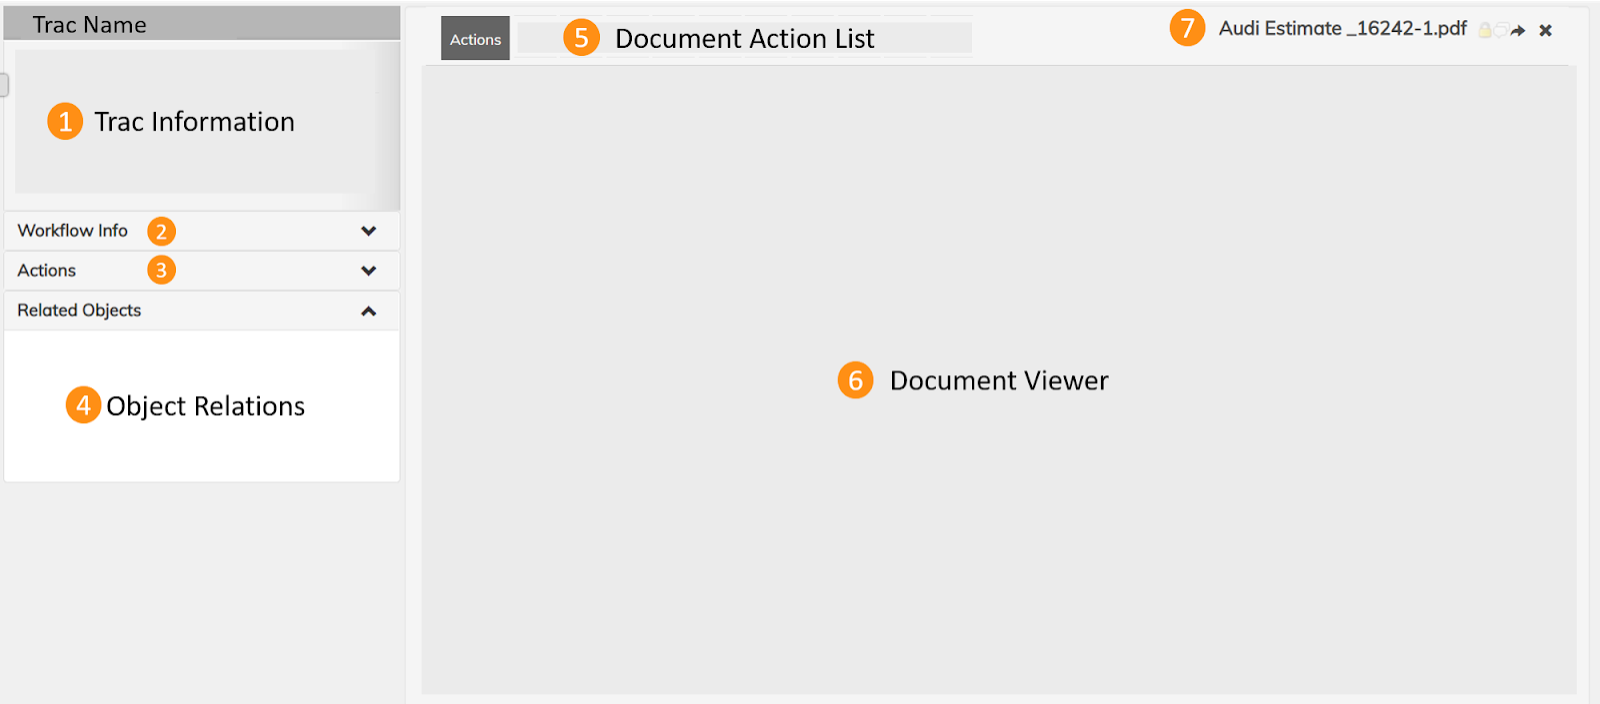 Trac Name
1 Trac Information
Workflow Info 2
Actions 3
Related Objects
4 Object Relations
Actions 5 Document Action List
7 Audi Estimate _16242-1.pdf
6 Document Viewer